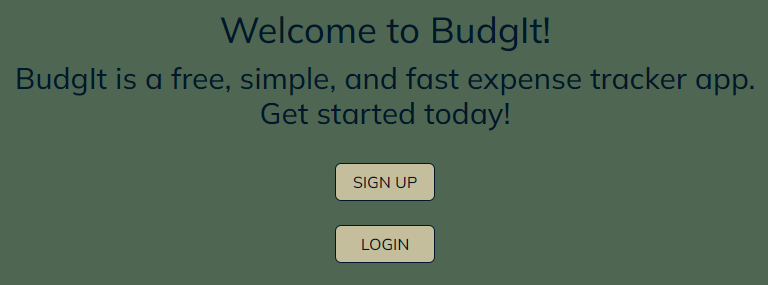 Welcome to BudgIt!
BudgIt is a free, simple, and fast expense tracker app.
Get started today!
SIGN UP
LOGIN